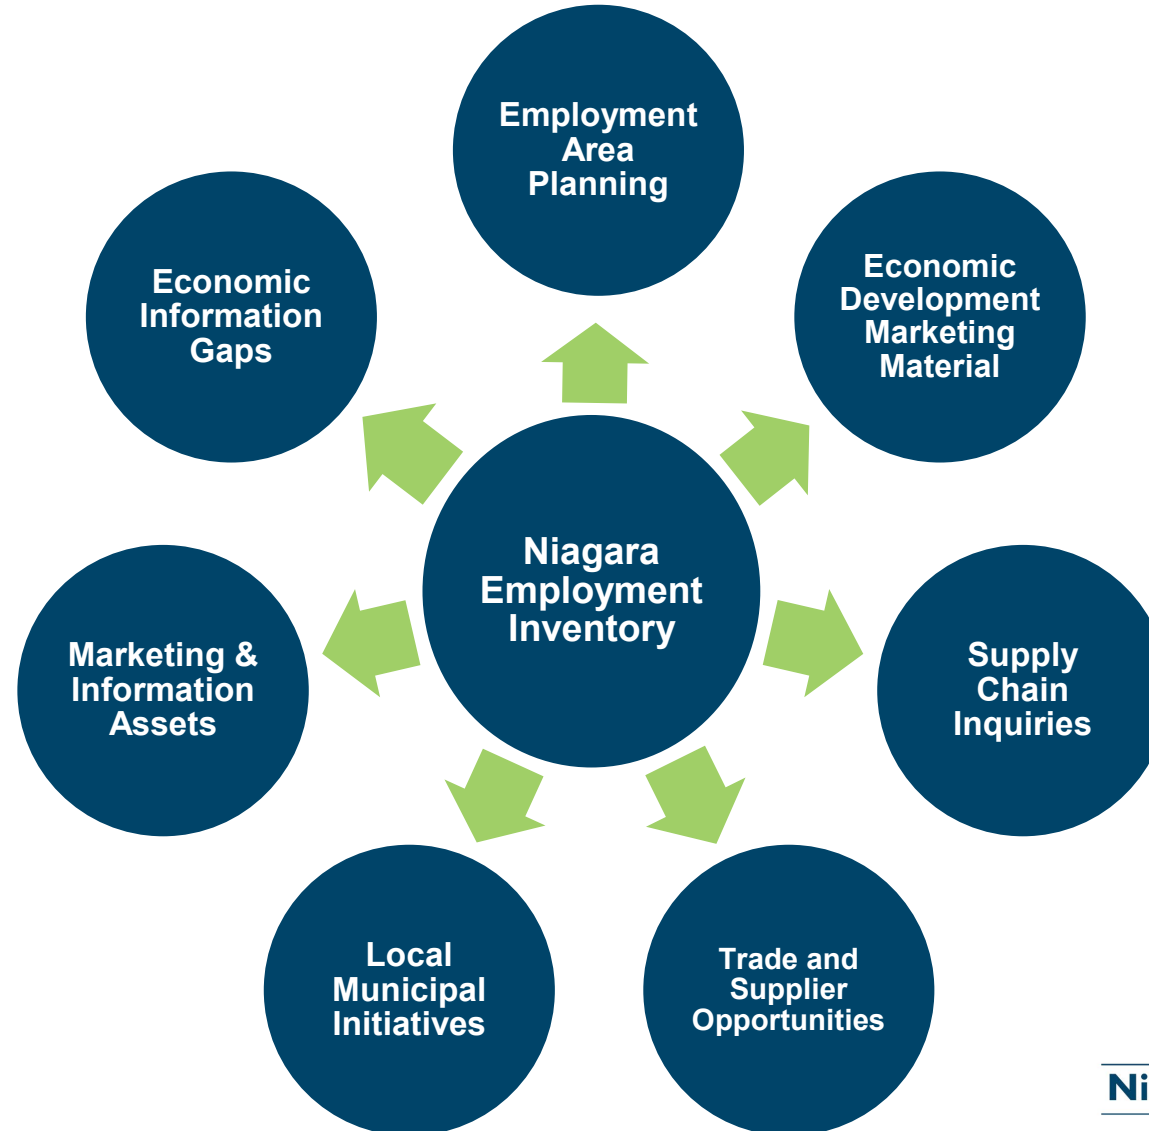 Employment
Area
Planning
Economic
Development
Marketing
Material
Supply
Chain
Inquiries
Trade and
Supplier
Opportunities
Local
Municipal
Initiatives
Marketing &
Information
Assets
Economic
Information
Gaps
Niagara
Employment
Inventory
Ni